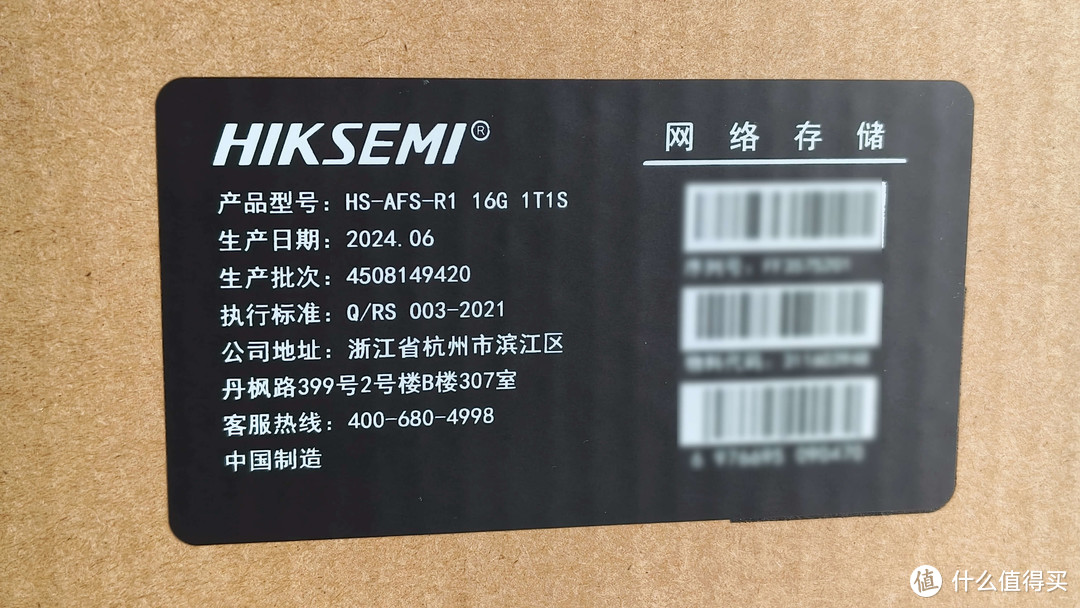 HIKSEMI®
网络存储
产品型号：HS-AFS-R1 16G 1T1S
生产日期：2024.06
生产批次：4508149420
执行标准：Q/RS 003-2021
公司地址：浙江省杭州市滨江区
丹枫路399号2号楼B楼307室
客服热线：400-680-4998
中国制造
值 什么值得买